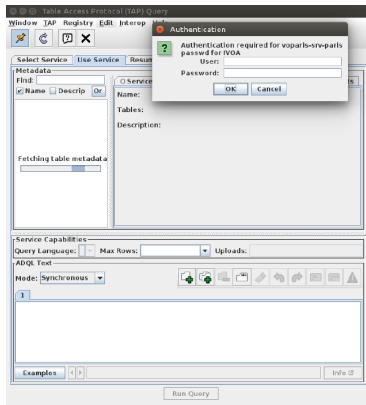 Table Access Protocol (TAP) Query
Window TAP Registry Edit Interop
Authentication
Authentication required for voparis-srv-paris
passwd for IVOA
User:
Password:
OK Cancel
Select Service Use Service Resum
Metadata
Find:
Name Descrip Or
Service
Name:
Tables:
Description:
Fetching table metadata
Service Capabilities
Query Language: Max Rows: Uploads:
ADQL Text
Mode: Synchronous
1
Examples Info
Run Query